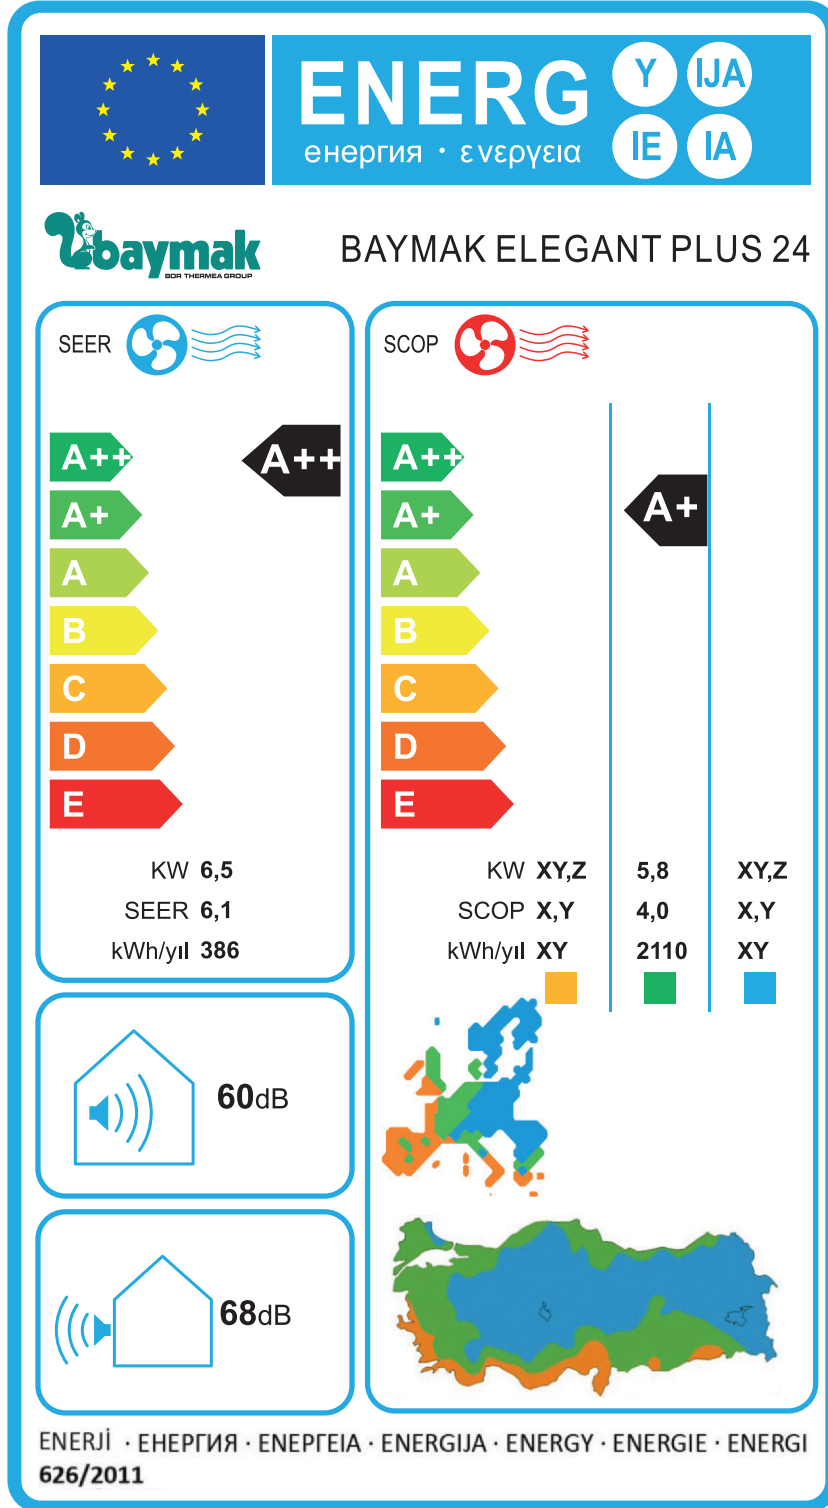 ENERG Y IJA
IE IA
енергия · ενεργεια
baymak
BDR THERMEA GROUP
BAYMAK ELEGANT PLUS 24
SEER
A++
A++
A+
A
B
C
D
E
KW 6,5
SEER 6,1
kWh/yıl 386
SCOP
A++
A+
A+
A
B
C
D
E
KW XY,Z 5,8 XY,Z
SCOP X,Y 4,0 X,Y
kWh/yıl XY 2110 XY
60dB
68dB
ENERJİ · ЕНЕРГИЯ · ΕΝΕΡΓΕΙΑ · ENERGIJA · ENERGY · ENERGIE · ENERGI
626/2011